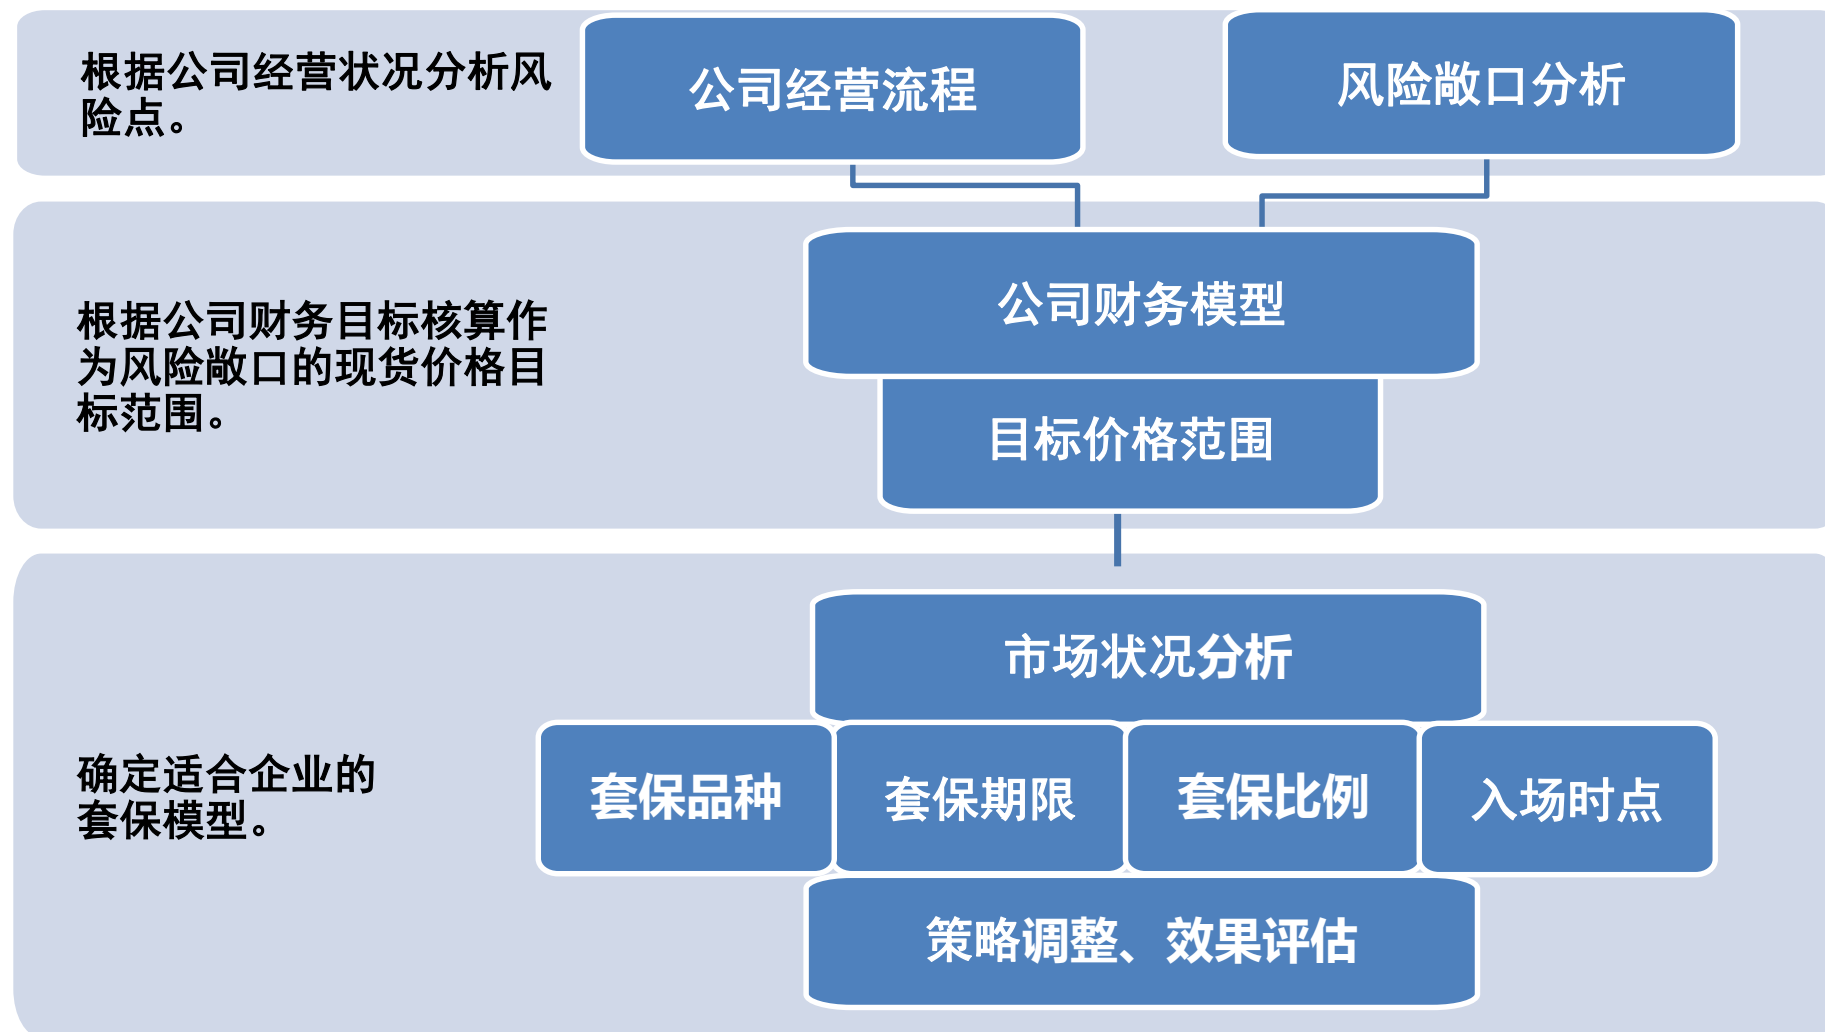 根据公司经营状况分析风
险点。
公司经营流程
风险敞口分析
根据公司财务目标核算作
为风险敞口的现货价格目
标范围。
公司财务模型
目标价格范围
确定适合企业的
套保模型。
市场状况分析
套保品种
套保期限
套保比例
入场时点
策略调整、效果评估